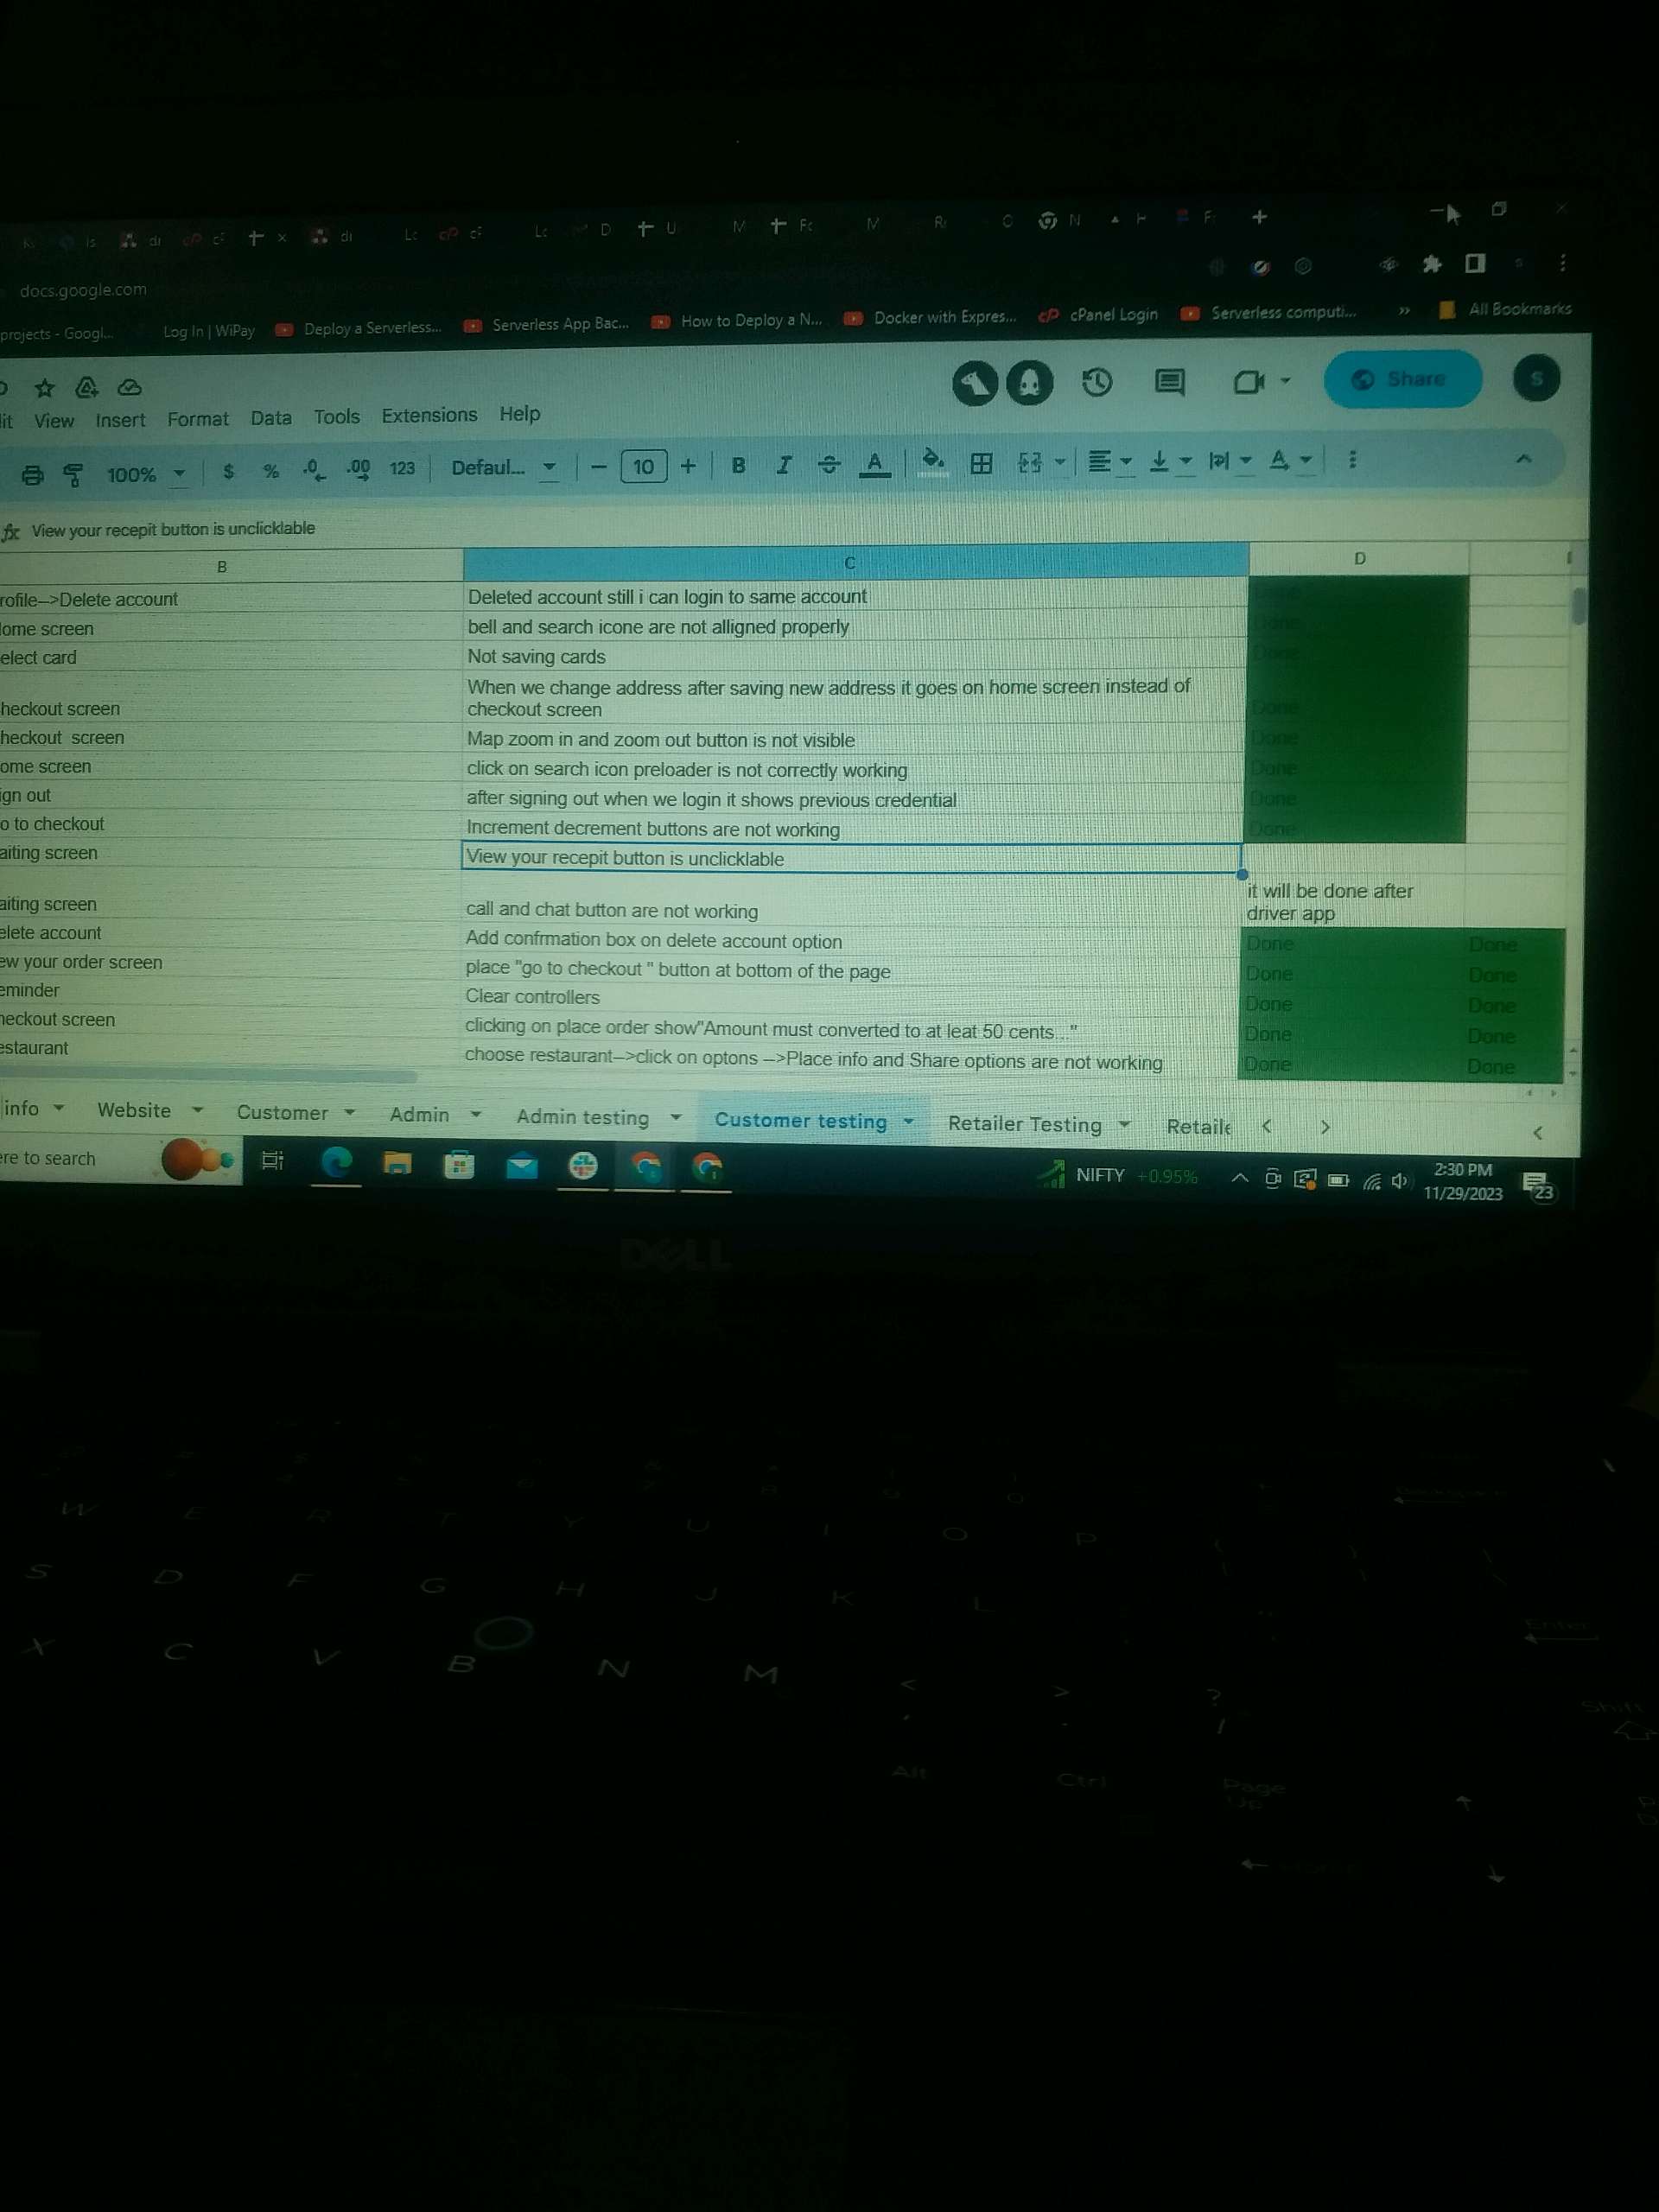 docs.google.com
projects - Googl...
Log In | WiPay
Deploy a Serverless...
Serverless App Bac...
How to Deploy a N...
Docker with Expres...
cPanel Login
Serverless computi...
All Bookmarks
Share
S
View Insert Format Data Tools Extensions Help
100% $ % .0 .00 123 Defaul... 10 B I S A
fx View your recepit button is unclicklable
B C D
rofile-->Delete account Deleted account still i can login to same account
ome screen bell and search icone are not alligned properly Done
elect card Not saving cards Done
When we change address after saving new address it goes on home screen instead of
heckout screen checkout screen Done
heckout screen Map zoom in and zoom out button is not visible Done
ome screen click on search icon preloader is not correctly working Done
ign out after signing out when we login it shows previous credential Done
o to checkout Increment decrement buttons are not working Done
aiting screen View your recepit button is unclicklable
it will be done after
aiting screen call and chat button are not working driver app
elete account Add confrmation box on delete account option Done Done
ew your order screen place "go to checkout " button at bottom of the page Done Done
eminder Clear controllers Done Done
heckout screen clicking on place order show"Amount must converted to at leat 50 cents..." Done Done
estaurant choose restaurant-->click on optons -->Place info and Share options are not working Done Done
info Website Customer Admin Admin testing Customer testing Retailer Testing Retaile
ere to search
NIFTY +0.95%
2:30 PM
11/29/2023
23
DELL
W E R T Y U I O P
S D F G H J K L
Enter
X C V B N M < >  ?
, . /
Shift
Alt Ctrl Page
Up